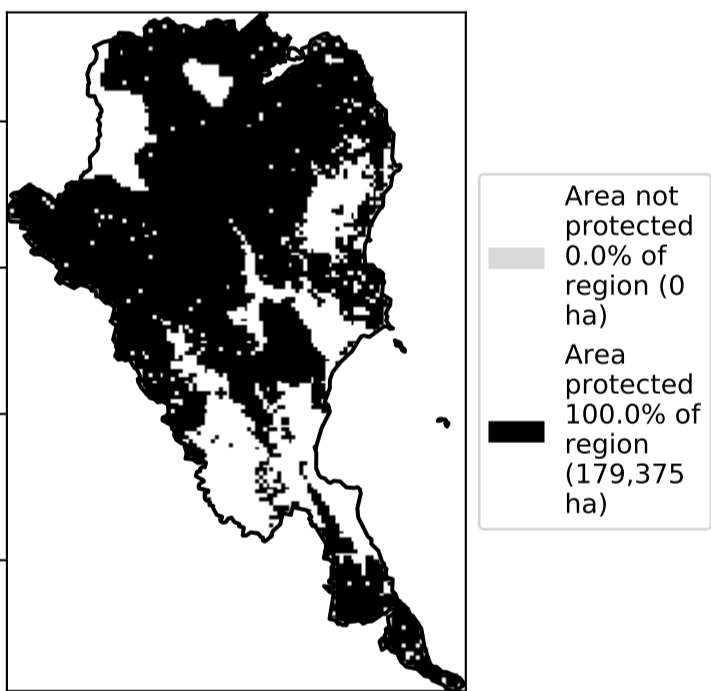 Area not
protected
0.0% of
region (0
ha)
Area
protected
100.0% of
region
(179,375
ha)